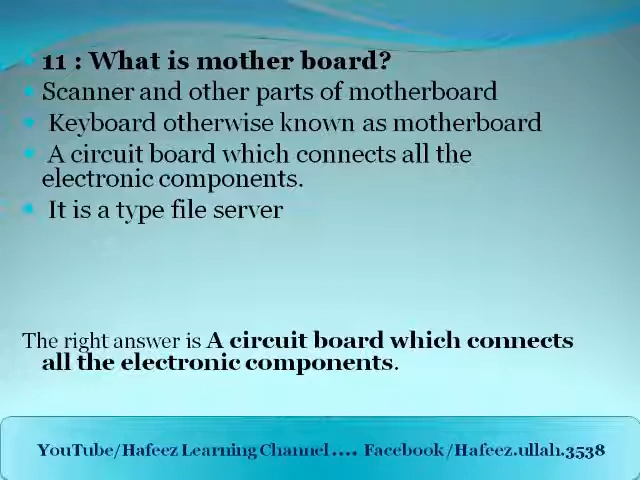 11 : What is mother board?
Scanner and other parts of motherboard
Keyboard otherwise known as motherboard
A circuit board which connects all the
electronic components.
It is a type file server
The right answer is A circuit board which connects
all the electronic components.
YouTube/Hafeez Learning Channel .... Facebook/Hafeez.ullah.3538